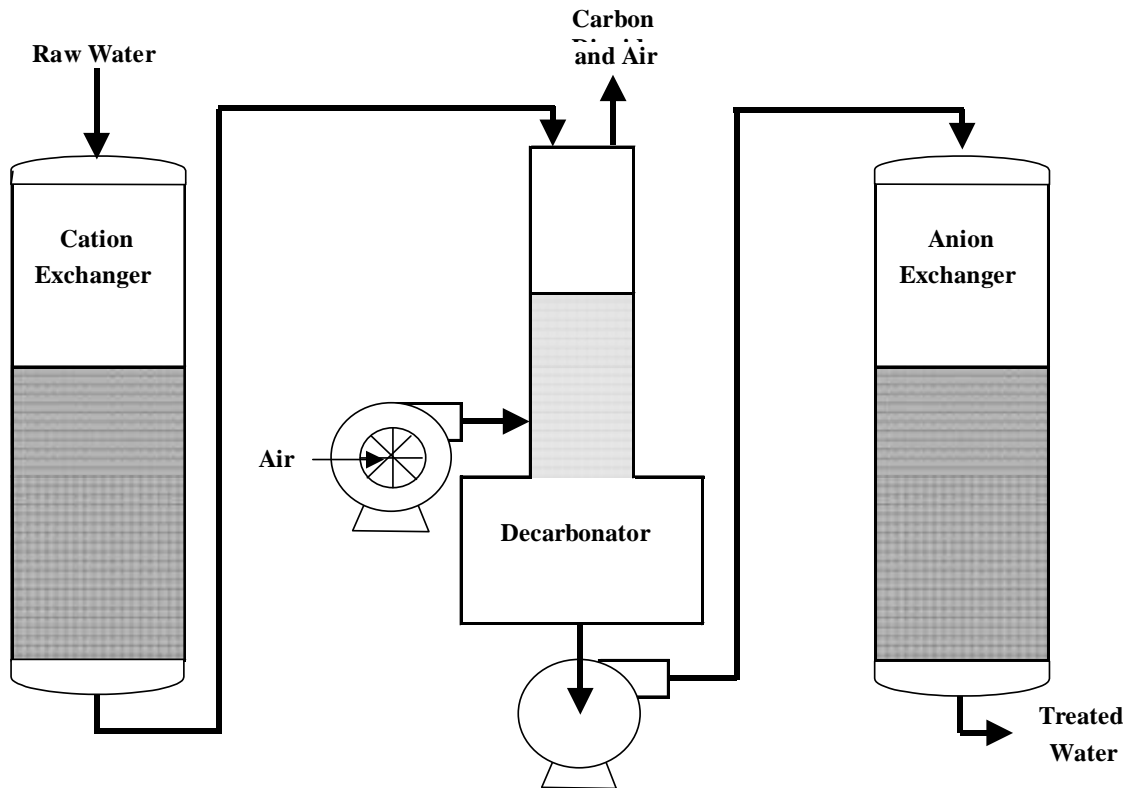 Raw Water
Carbon
and Air
Cation
Exchanger
Anion
Exchanger
Air
Decarbonator
Treated
Water